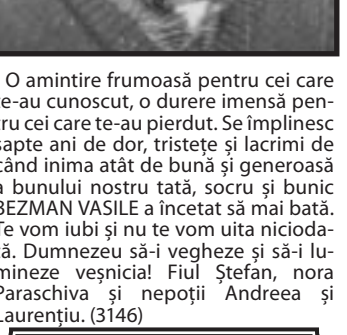 O amintire frumoasă pentru cei care
te-au cunoscut, o durere imensă pen-
tru cei care te-au pierdut. Se împlinesc
șapte ani de dor, tristețe și lacrimi de
când inima atât de bună și generoasă
a bunului nostru tată, socru și bunic
BEZMAN VASILE a încetat să mai bată.
Te vom iubi și nu te vom uita nicioda-
tă. Dumnezeu să-i vegheze și să-i lu-
mineze veșnicia! Fiul Ștefan, nora
Paraschiva și nepoții Andreea și
Laurențiu. (3146)